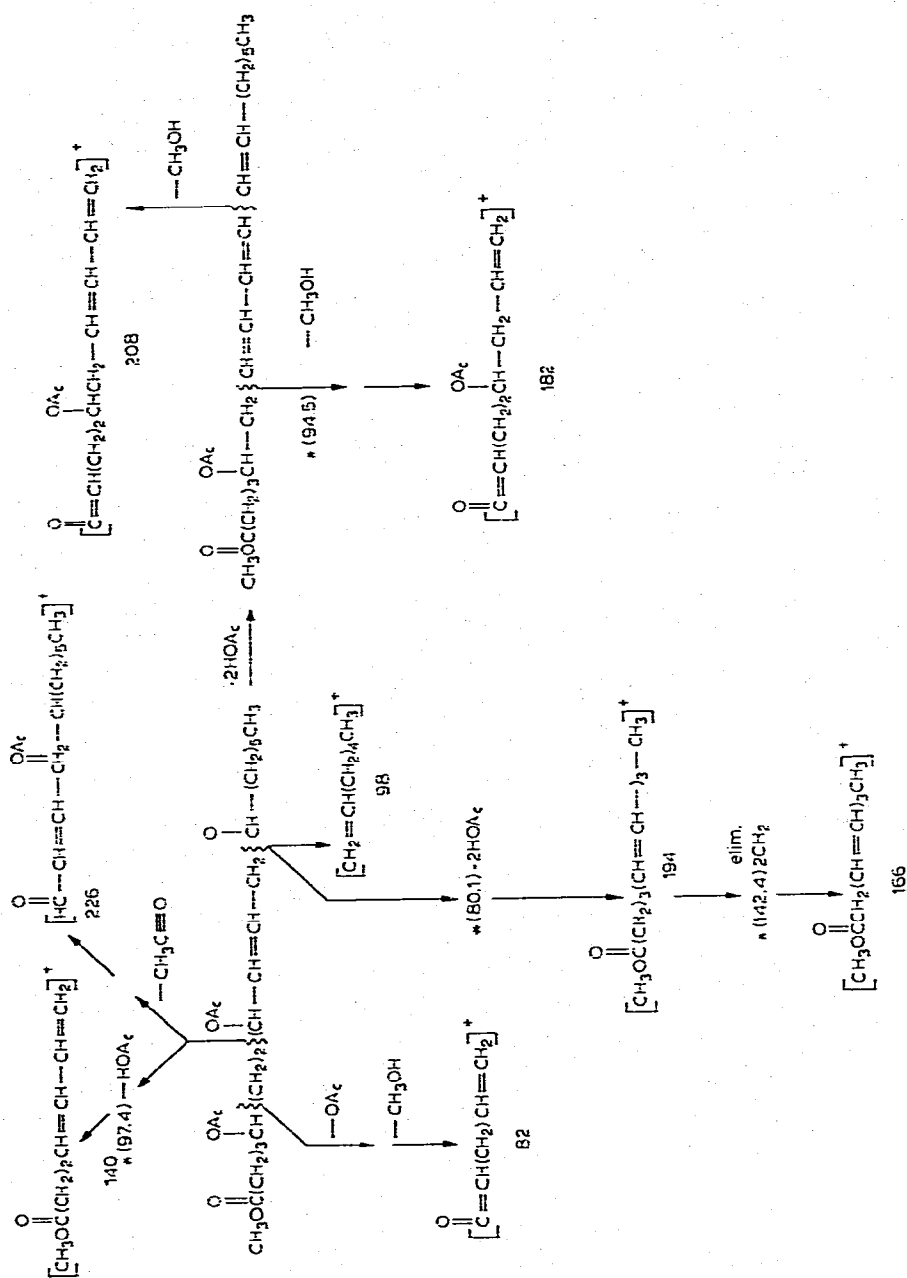 [CH₃OC(=O)(CH₂)₂CH=CH—CH=CH₂]⁺
140
*(97.4) —HOAc
—CH₃C=O
[HC(=O)—CH=CH—CH₂—CH(OAc)(CH₂)₅CH₃]⁺
226
[C(=O)=CH(CH₂)₂CH(OAc)CH₂—CH=CH—CH=CH₂]⁺
208
—CH₃OH
CH₃OC(=O)(CH₂)₃CH(OAc)(CH₂)₂(CH(OAc)—CH=CH—CH₂ CH(O)—(CH₂)₅CH₃
·2HOAc
CH₃OC(=O)(CH₂)₃CH(OAc)—CH₂ CH=CH—CH=CH CH=CH—(CH₂)₅CH₃
—OAc
—CH₃OH
[C(=O)=CH(CH₂)CH=CH₂]⁺
82
[CH₂=CH(CH₂)₄CH₃]⁺
98
*(80.1) -2HOAc
[CH₃OC(=O)(CH₂)₃(CH=CH—)₃—CH₃]⁺
194
elim.
*(142.4) 2CH₂
[CH₃OC(=O)CH₂(CH=CH)₃CH₃]⁺
166
*(94.5)
—CH₃OH
[C(=O)=CH(CH₂)₂CH(OAc)—CH₂—CH=CH₂]⁺
182